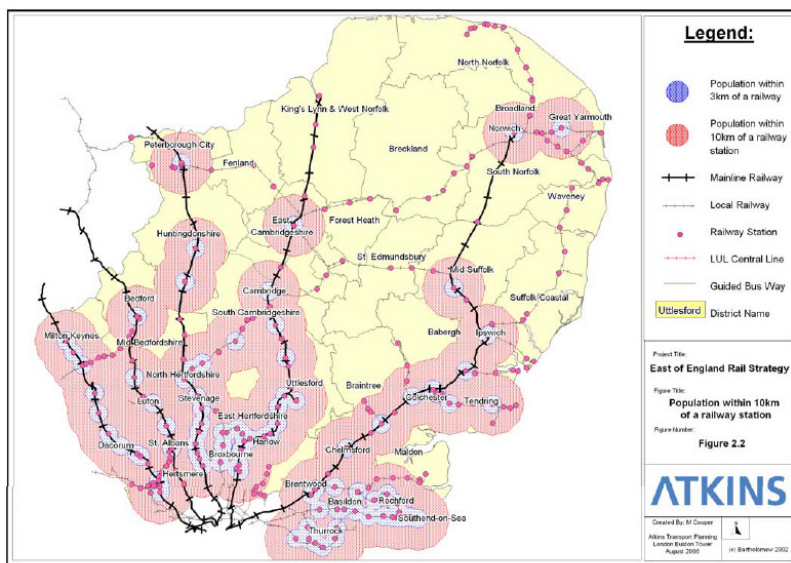 North Norfolk
King's Lynn & West Norfolk
Broadland
Great Yarmouth
Norwich
Peterborough City
Fenland
Breckland
South Norfolk
Waveney
East
Cambridgeshire
Forest Heath
Huntingdonshire
St. Edmundsbury
Mid Suffolk
Cambridge
Bedford
South Cambridgeshire
Suffolk Coastal
Milton Keynes
Mid Bedfordshire
Babergh
Ipswich
North Hertfordshire
Uttlesford
Braintree
Stevenage
Colchester
Tendring
Luton
East Hertfordshire
Dacorum
St. Albans
Harlow
Broxbourne
Chelmsford
Maldon
Hertsmere
Brentwood
Basildon
Rochford
Southend-on-Sea
Thurrock
Legend:
Population within
3km of a railway
Population within
10km of a railway
station
Mainline Railway
Local Railway
Railway Station
LUL Central Line
Guided Bus Way
Uttlesford
District Name
Project Title:
East of England Rail Strategy
Figure Title:
Population within 10km
of a railway station
Figure Number:
Figure 2.2
ATKINS
Created By: M Cooper
Atkins Transport Planning
London Euston Tower
August 2006
N
(c) Bartholomew 2002